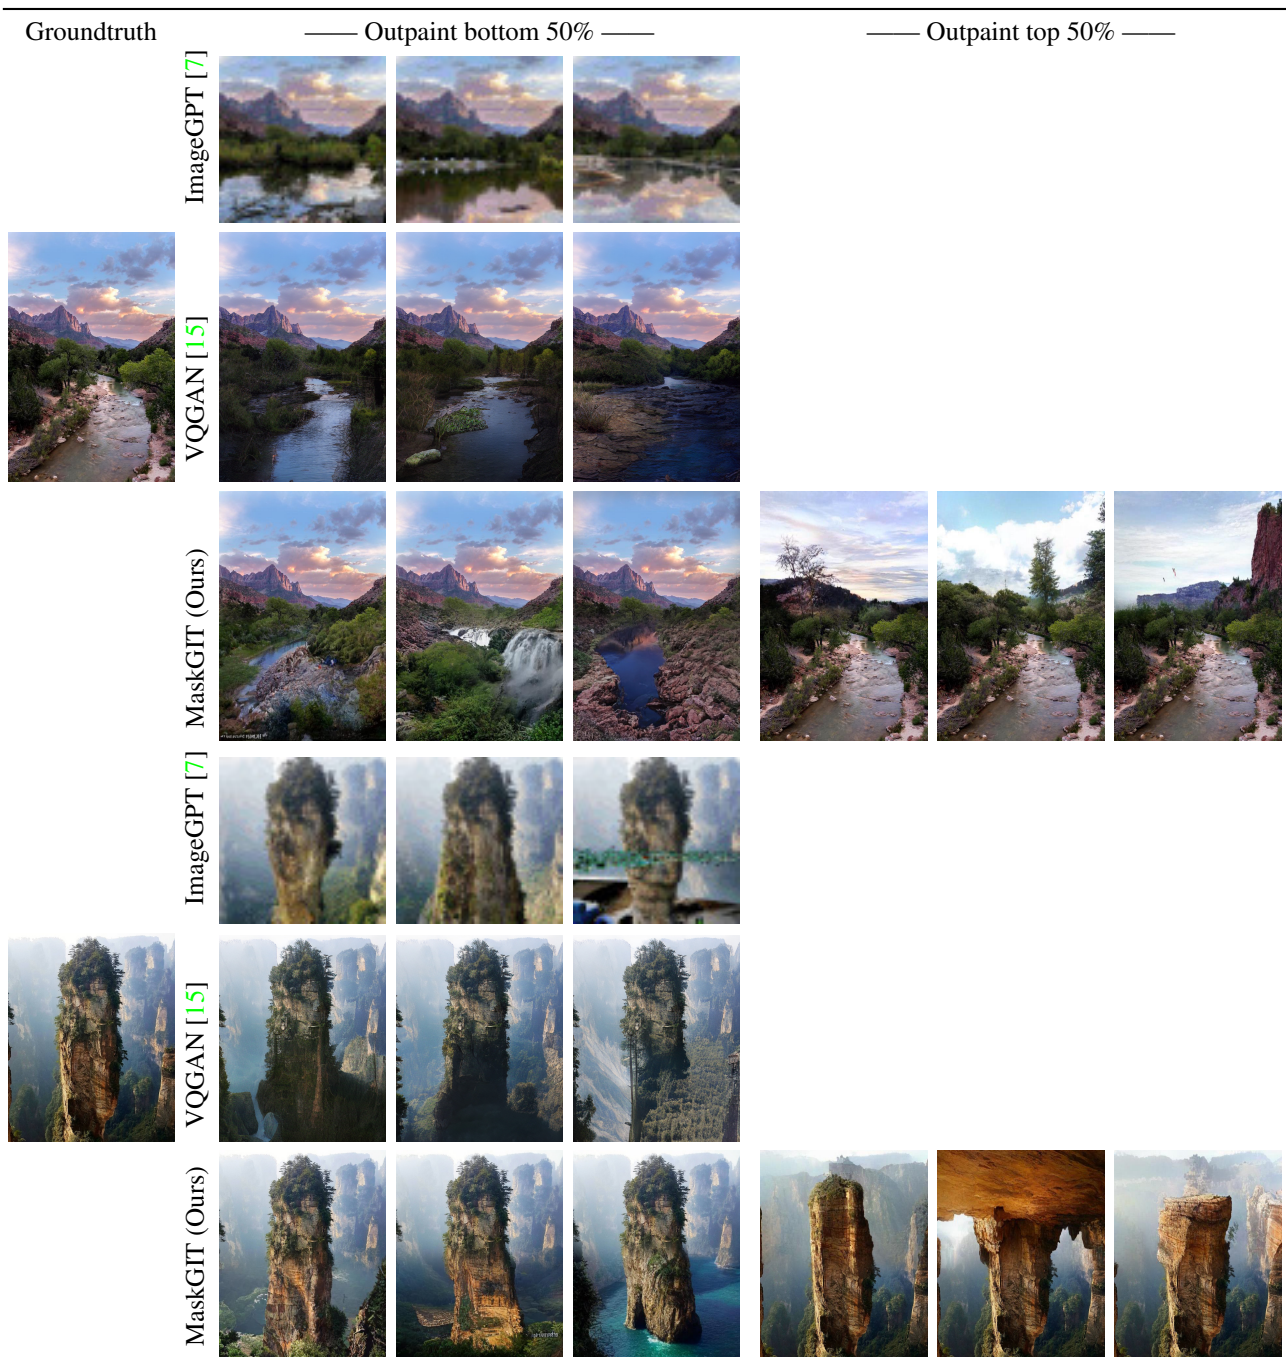 Groundtruth
—— Outpaint bottom 50% ——
—— Outpaint top 50% ——
ImageGPT [7]
VQGAN [15]
MaskGIT (Ours)
ImageGPT [7]
VQGAN [15]
MaskGIT (Ours)